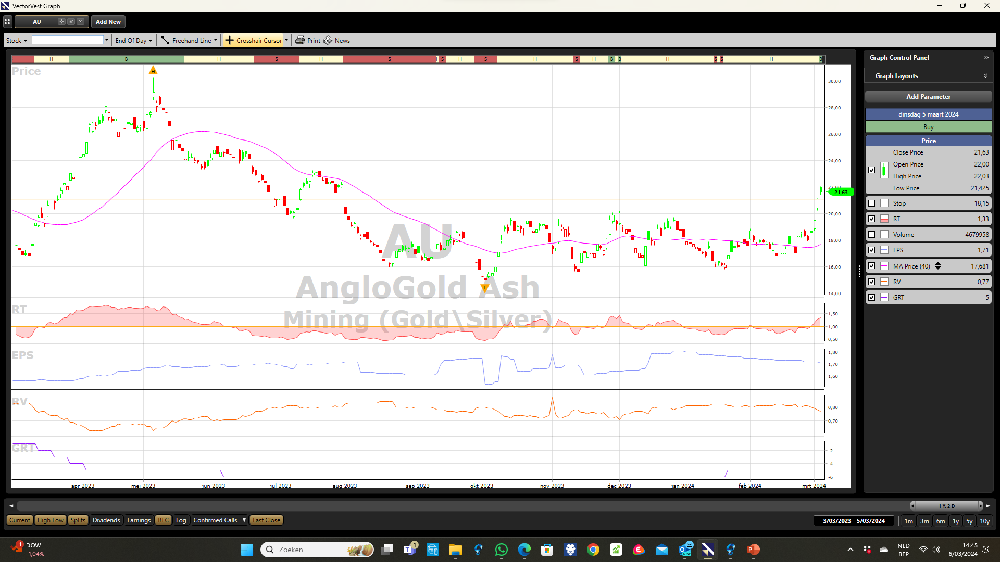 VectorVest Graph
AU
Add New
Stock
End Of Day
Freehand Line
Crosshair Cursor
Print
News
H B H S H S H S H S H S H B H B H S H S H B
Price
H
30,00
28,00
26,00
24,00
22,00
21,63
20,00
18,00
16,00
14,00
AU
AngloGold Ash
Mining (Gold\Silver)
L
RT
1,50
1,00
0,50
EPS
1,80
1,70
1,60
RV
0,80
0,70
GRT
-2
-4
-6
apr 2023 mei 2023 jun 2023 jul 2023 aug 2023 sep 2023 okt 2023 nov 2023 dec 2023 jan 2024 feb 2024 mrt 2024
Graph Control Panel
Graph Layouts
Add Parameter
dinsdag 5 maart 2024
Buy
Price
Close Price 21,63
Open Price 22,00
High Price 22,03
Low Price 21,425
Stop 18,15
RT 1,33
Volume 4679958
EPS 1,71
MA Price (40) 17,681
RV 0,77
GRT -5
1 Y, 2 D
Current High Low Splits Dividends Earnings REC Log Confirmed Calls Last Close
3/03/2023 - 5/03/2024 1m 3m 6m 1y 5y 10y
1
DOW
-1,04%
Zoeken
1
NEW
NLD
BEP
14:45
6/03/2024